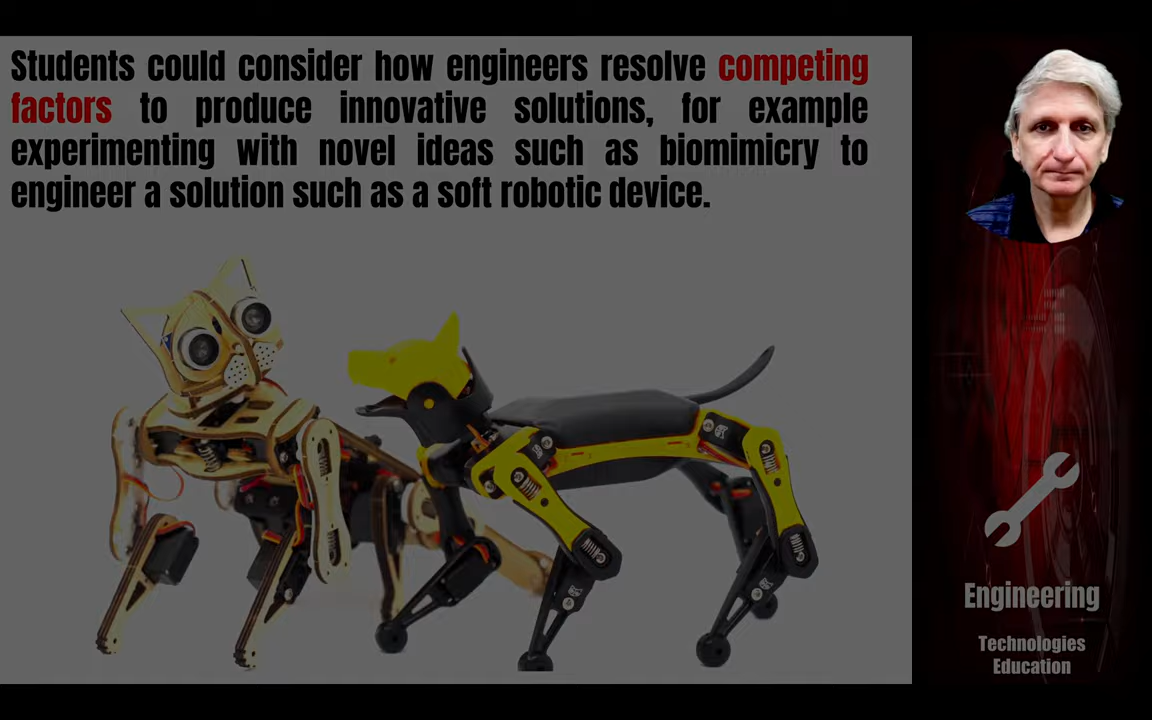 Students could consider how engineers resolve competing
factors to produce innovative solutions, for example
experimenting with novel ideas such as biomimicry to
engineer a solution such as a soft robotic device.
Engineering
Technologies
Education